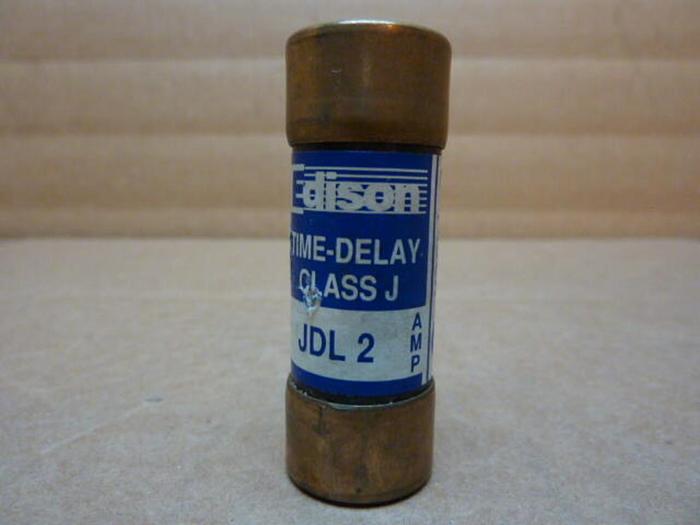 Edison
TIME-DELAY
CLASS J
JDL 2
AMP